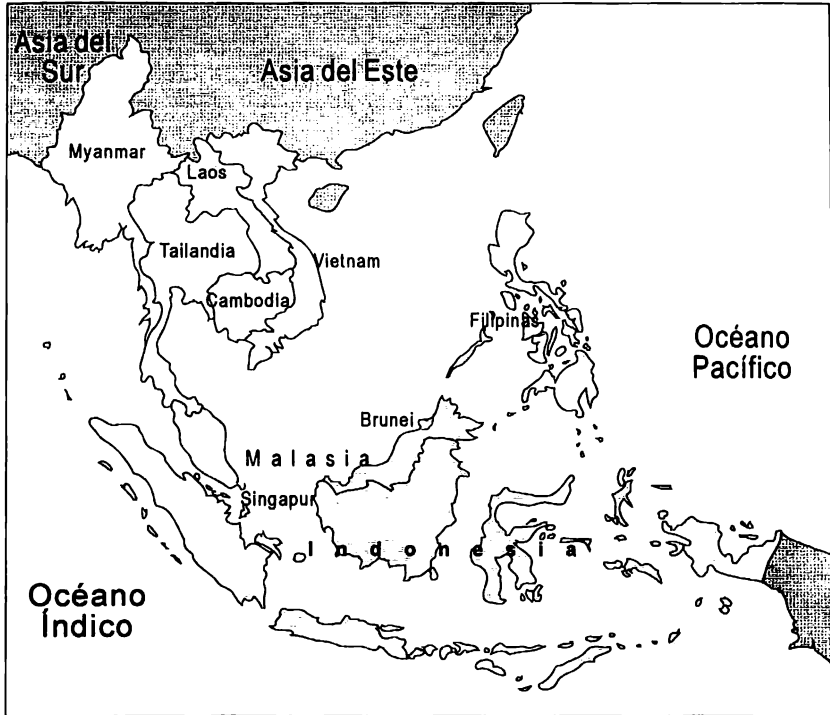 Asia del
Sur
Asia del Este
Myanmar
Laos
Tailandia
Vietnam
Cambodia
Filipinas
Océano
Pacífico
Brunei
Malasia
Singapur
Indonesia
Océano
Índico